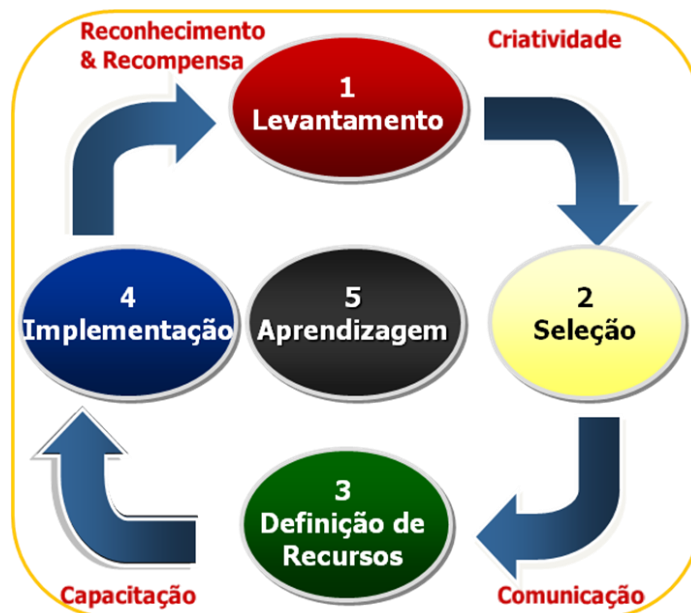 Reconhecimento
& Recompensa
Criatividade
1
Levantamento
4
Implementação
5
Aprendizagem
2
Seleção
3
Definição de
Recursos
Capacitação
Comunicação